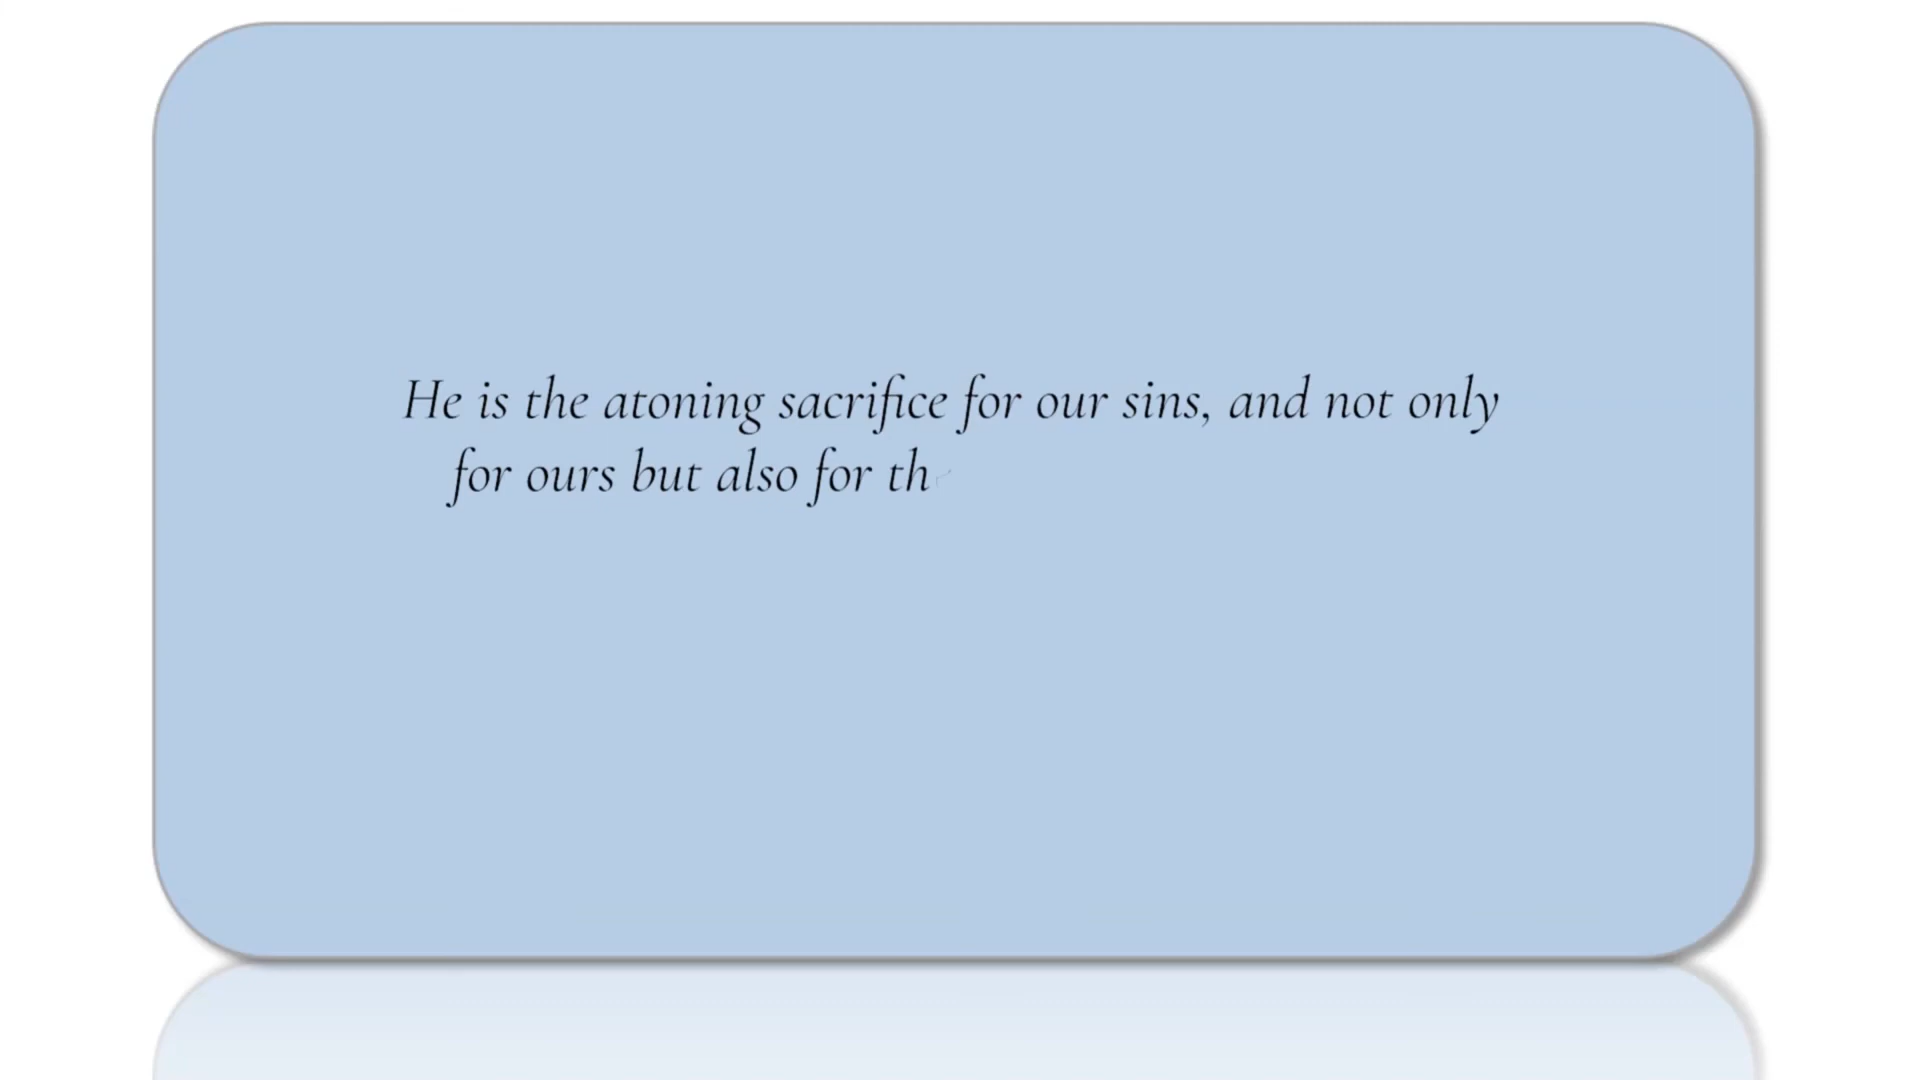 He is the atoning sacrifice for our sins, and not only
for ours but also for th